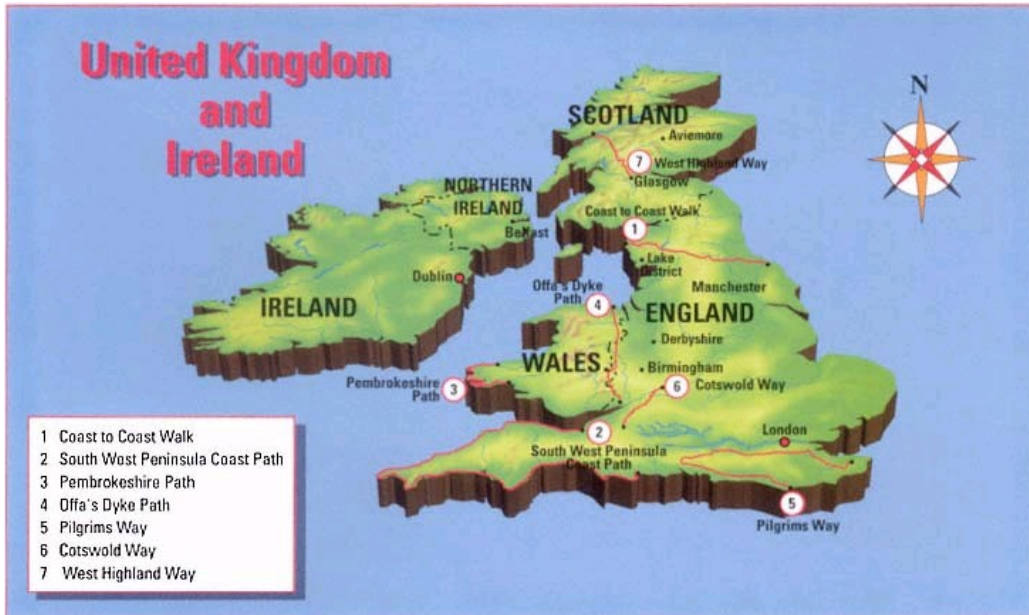 United Kingdom
and
Ireland
N
SCOTLAND
Aviemore
7 West Highland Way
Glasgow
NORTHERN
IRELAND
Belfast
Coast to Coast Walk
1
Lake
District
Dublin
Manchester
Offa's Dyke
Path
4
IRELAND
ENGLAND
Derbyshire
WALES
Birmingham
Pembrokeshire
Path
3
6 Cotswold Way
2
South West Peninsula
Coast Path
London
5
Pilgrims Way
1 Coast to Coast Walk
2 South West Peninsula Coast Path
3 Pembrokeshire Path
4 Offa's Dyke Path
5 Pilgrims Way
6 Cotswold Way
7 West Highland Way